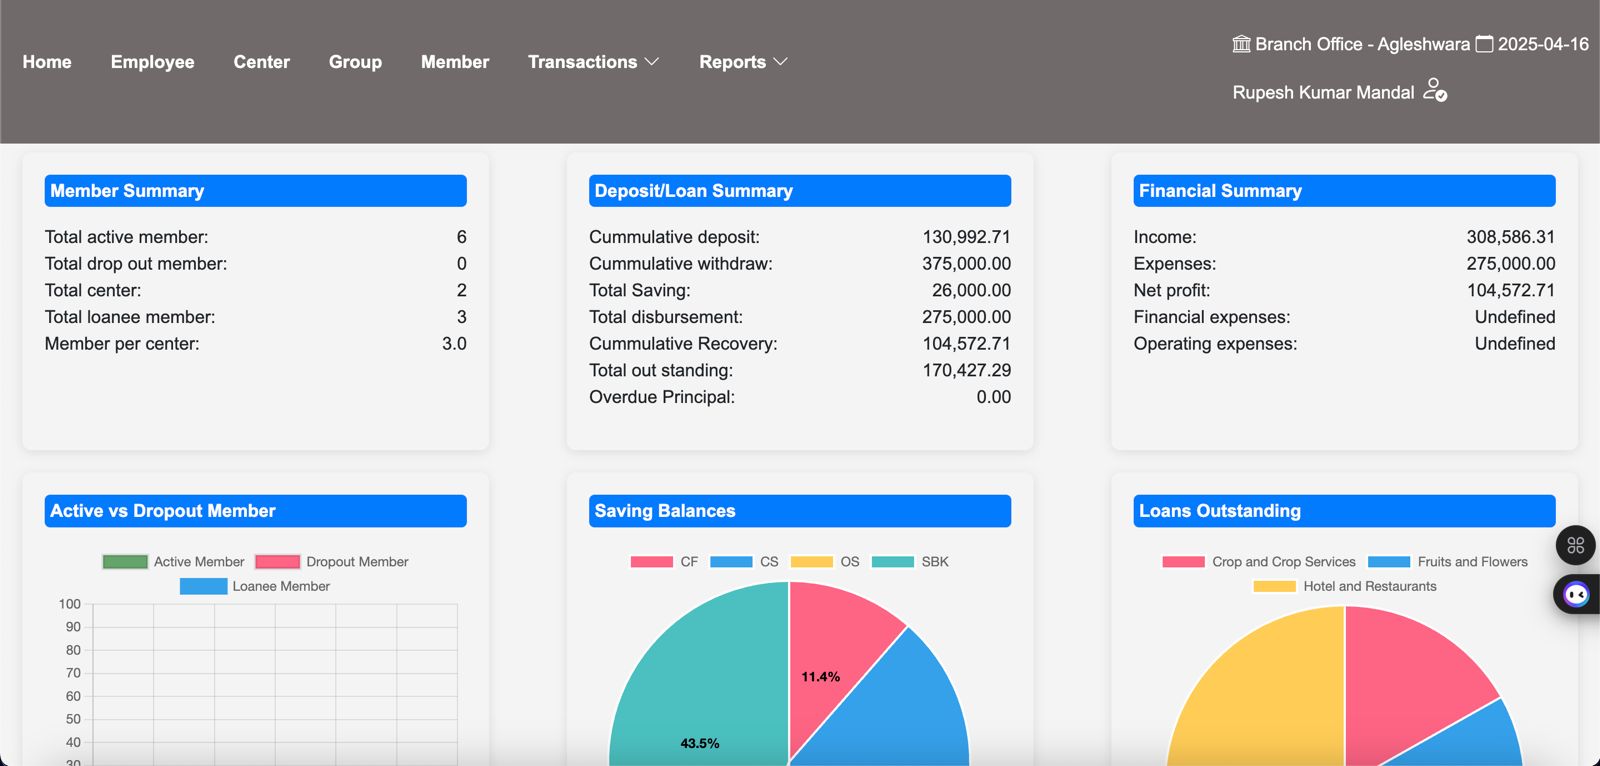 Home Employee Center Group Member Transactions Reports
Branch Office - Agleshwara 2025-04-16
Rupesh Kumar Mandal
Member Summary
Total active member: 6
Total drop out member: 0
Total center: 2
Total loanee member: 3
Member per center: 3.0
Deposit/Loan Summary
Cummulative deposit: 130,992.71
Cummulative withdraw: 375,000.00
Total Saving: 26,000.00
Total disbursement: 275,000.00
Cummulative Recovery: 104,572.71
Total out standing: 170,427.29
Overdue Principal: 0.00
Financial Summary
Income: 308,586.31
Expenses: 275,000.00
Net profit: 104,572.71
Financial expenses: Undefined
Operating expenses: Undefined
Active vs Dropout Member
Active Member Dropout Member
Loanee Member
100
90
80
70
60
50
40
30
Saving Balances
CF CS OS SBK
11.4%
43.5%
Loans Outstanding
Crop and Crop Services Fruits and Flowers
Hotel and Restaurants